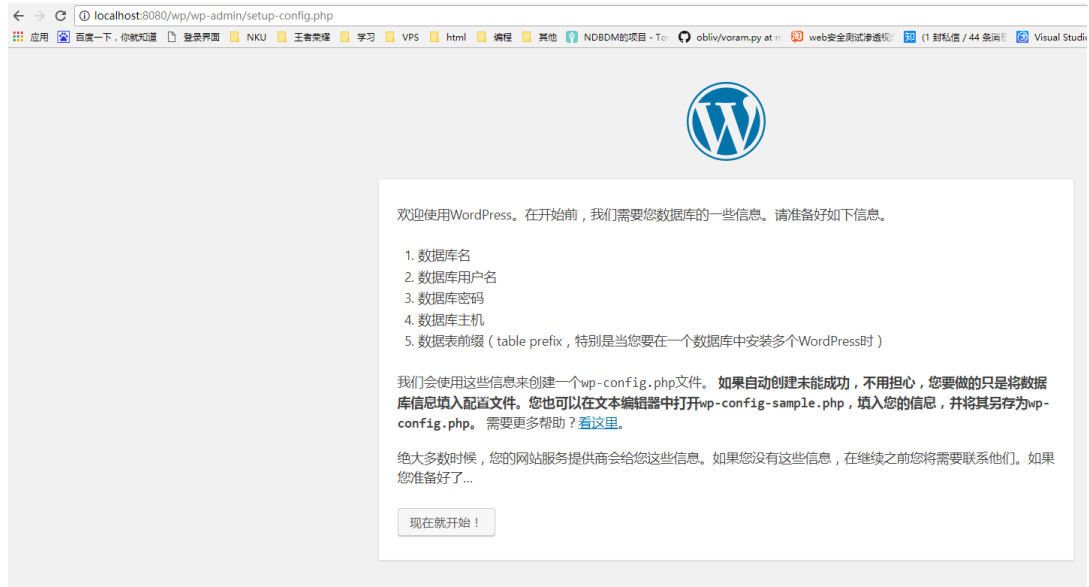 localhost:8080/wp/wp-admin/setup-config.php
应用 百度一下，你就知道 登录界面 NKU 王者荣耀 学习 VPS html 编程 其他 NDBDM的项目 - To obliv/voram.py at web安全测试渗透视 (1 封私信 / 44 条消 Visual Studi
W
欢迎使用WordPress。在开始前，我们需要您数据库的一些信息。请准备好如下信息。
1. 数据库名
2. 数据库用户名
3. 数据库密码
4. 数据库主机
5. 数据表前缀（table prefix，特别是当您要在一个数据库中安装多个WordPress时）
我们会使用这些信息来创建一个wp-config.php文件。 如果自动创建未能成功，不用担心，您要做的只是将数据
库信息填入配置文件。您也可以在文本编辑器中打开wp-config-sample.php，填入您的信息，并将其另存为wp-
config.php。 需要更多帮助？看这里。
绝大多数时候，您的网站服务提供商会给您这些信息。如果您没有这些信息，在继续之前您将需要联系他们。如果
您准备好了...
现在就开始！